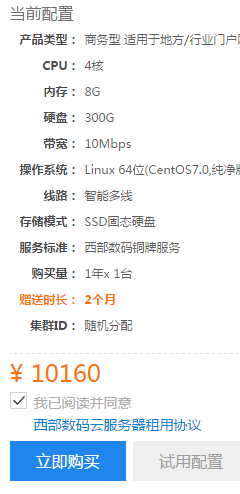 当前配置
产品类型： 商务型 适用于地方/行业门户
CPU： 4核
内存： 8G
硬盘： 300G
带宽： 10Mbps
操作系统： Linux 64位(CentOS7.0,纯净
线路： 智能多线
存储模式： SSD固态硬盘
服务标准： 西部数码铜牌服务
购买量： 1年x 1台
赠送时长： 2个月
集群ID： 随机分配
¥ 10160
我已阅读并同意
西部数码云服务器租用协议
立即购买 试用配置